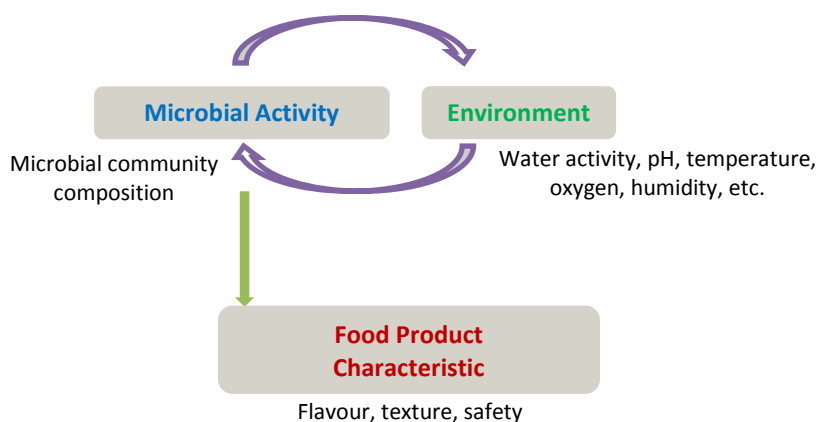 Microbial Activity
Environment
Microbial community
composition
Water activity, pH, temperature,
oxygen, humidity, etc.
Food Product
Characteristic
Flavour, texture, safety